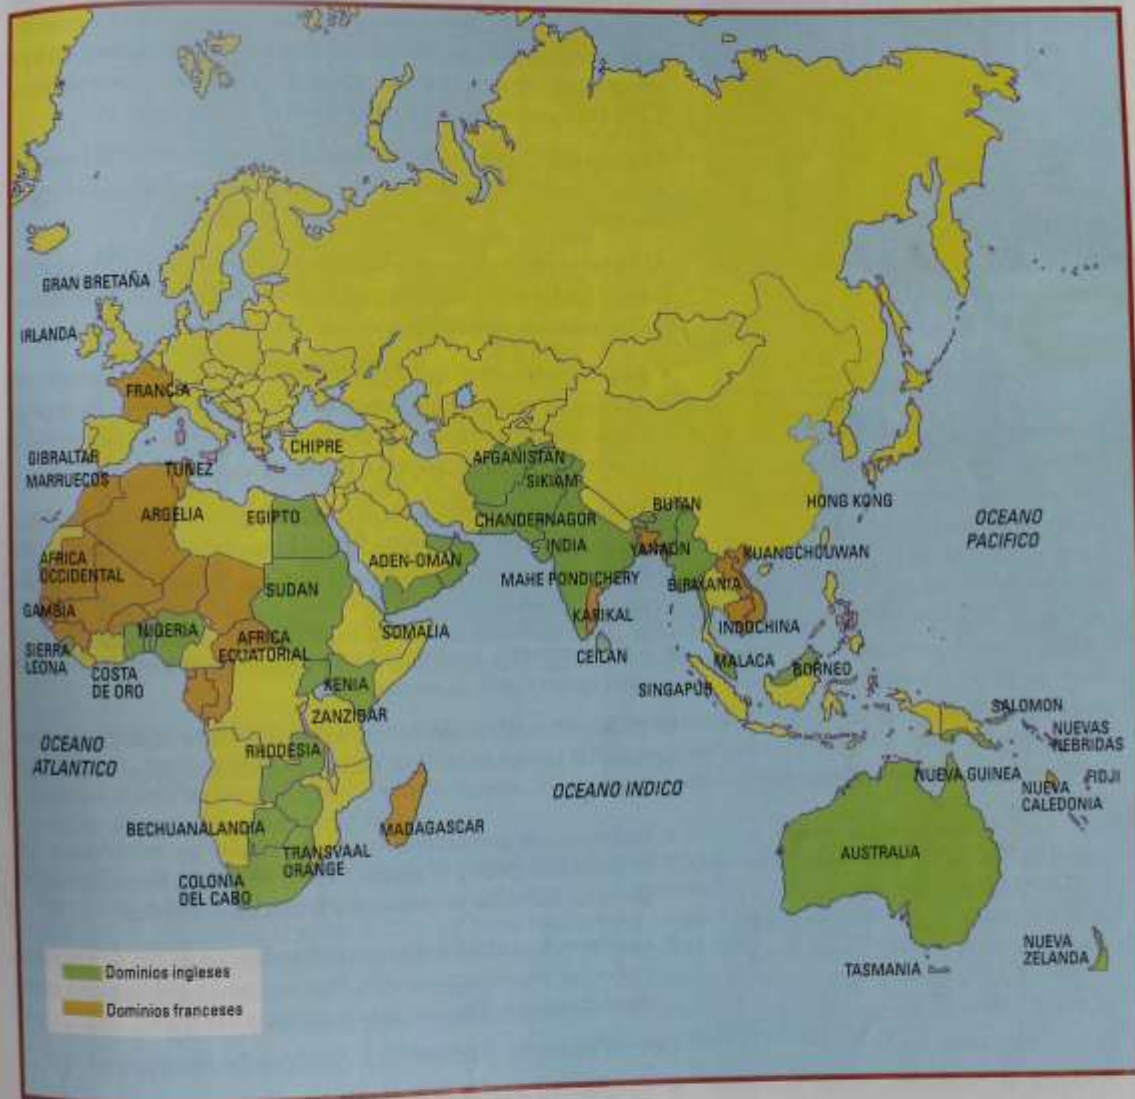 GRAN BRETAÑA
IRLANDA
FRANCIA
GIBRALTAR
MARRUECOS
TUNEZ
CHIPRE
AFGANISTAN
SIKIAM
BUTAN
HONG KONG
OCEANO
PACIFICO
ARGELIA
EGIPTO
CHANDERNAGOR
INDIA
YANAON
KUANGCHOUWAN
AFRICA
OCCIDENTAL
ADEN-OMAN
SUDAN
MAHE PONDICHERY
BIRMANIA
GAMBIA
KARIKAL
INDOCHINA
NIGERIA
AFRICA
ECUATORIAL
SOMALIA
SIERRA
LEONA
COSTA
DE ORO
CEILAN
MALACA
BORNEO
KENIA
SINGAPUR
ZANZIBAR
SALOMON
OCEANO
ATLANTICO
RHODESIA
NUEVAS
HEBRIDAS
OCEANO INDICO
NUEVA GUINEA
NUEVA
CALEDONIA
FIDJI
BECHUANALANDIA
MADAGASCAR
TRANSVAAL
ORANGE
AUSTRALIA
COLONIA
DEL CABO
NUEVA
ZELANDA
TASMANIA
Dominios ingleses
Dominios franceses